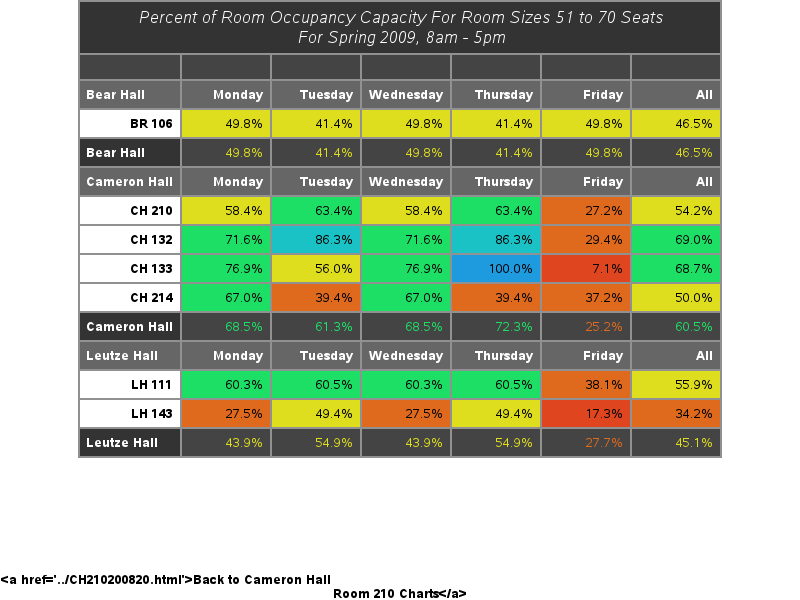 Percent of Room Occupancy Capacity For Room Sizes 51 to 70 Seats
For Spring 2009, 8am - 5pm
Bear Hall Monday Tuesday Wednesday Thursday Friday All
BR 106 49.8% 41.4% 49.8% 41.4% 49.8% 46.5%
Bear Hall 49.8% 41.4% 49.8% 41.4% 49.8% 46.5%
Cameron Hall Monday Tuesday Wednesday Thursday Friday All
CH 210 58.4% 63.4% 58.4% 63.4% 27.2% 54.2%
CH 132 71.6% 86.3% 71.6% 86.3% 29.4% 69.0%
CH 133 76.9% 56.0% 76.9% 100.0% 7.1% 68.7%
CH 214 67.0% 39.4% 67.0% 39.4% 37.2% 50.0%
Cameron Hall 68.5% 61.3% 68.5% 72.3% 25.2% 60.5%
Leutze Hall Monday Tuesday Wednesday Thursday Friday All
LH 111 60.3% 60.5% 60.3% 60.5% 38.1% 55.9%
LH 143 27.5% 49.4% 27.5% 49.4% 17.3% 34.2%
Leutze Hall 43.9% 54.9% 43.9% 54.9% 27.7% 45.1%
<a href='../CH210200820.html'>Back to Cameron Hall
Room 210 Charts</a>